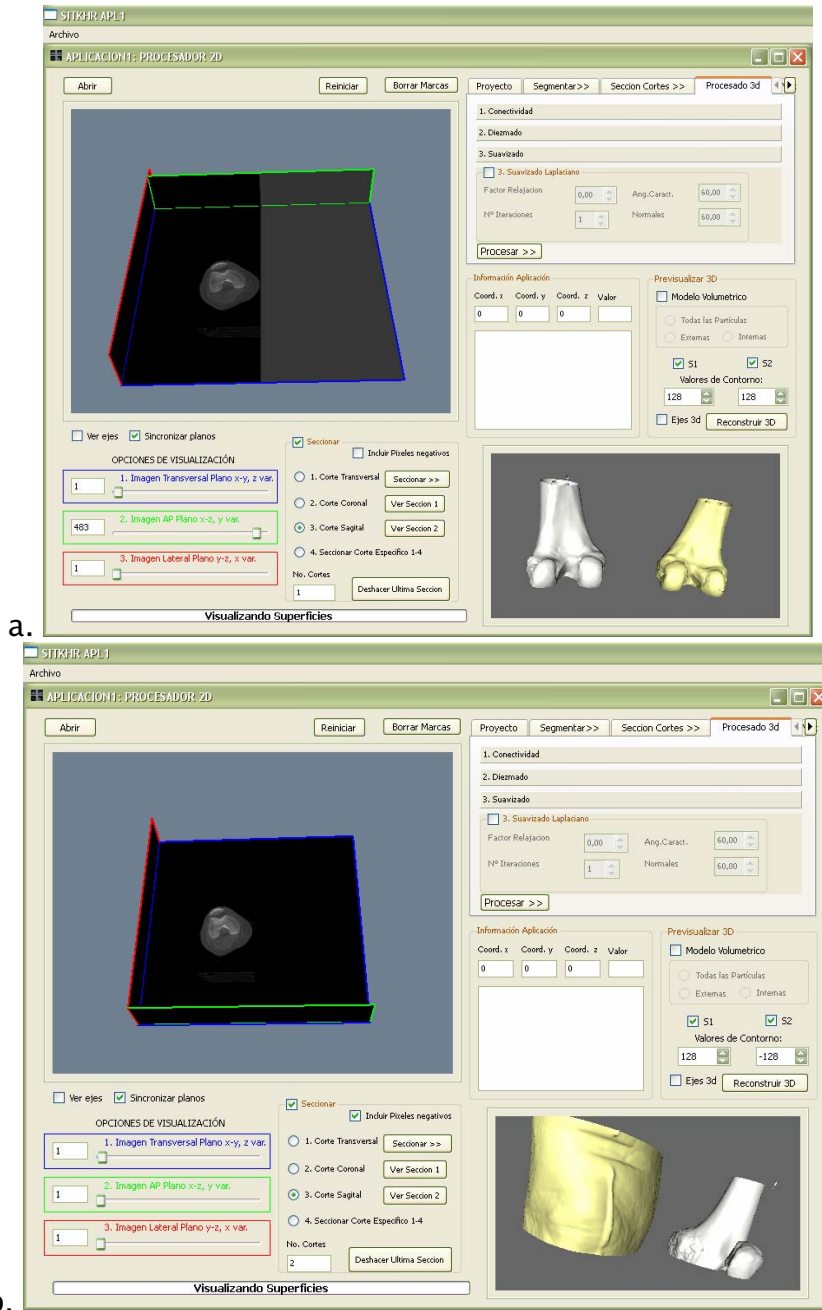 SITKHR APL1
Archivo
APLICACION1: PROCESADOR 2D
Abrir Reiniciar Borrar Marcas Proyecto Segmentar>> Seccion Cortes >> Procesado 3d
1. Conectividad
2. Diezmado
3. Suavizado
3. Suavizado Laplaciano
Factor Relajacion 0,00 Ang.Caract. 60,00
Nº Iteraciones 1 Normales 60,00
Procesar >>
Información Aplicación Previsualizar 3D
Coord. x Coord. y Coord. z Valor Modelo Volumetrico
0 0 0
Todas las Partículas
Externas Internas
S1 S2
Valores de Contorno:
128 128
Ejes 3d Reconstruir 3D
Ver ejes Sincronizar planos
Seccionar
Incluir Pixeles negativos
OPCIONES DE VISUALIZACIÓN
1 1. Imagen Transversal Plano x-y, z var.
483 2. Imagen AP Plano x-z, y var.
1 3. Imagen Lateral Plano y-z, x var.
1. Corte Transversal Seccionar >>
2. Corte Coronal Ver Seccion 1
3. Corte Sagital Ver Seccion 2
4. Seccionar Corte Especifico 1-4
No. Cortes
1 Deshacer Ultima Seccion
Visualizando Superficies
a.
SITKHR APL1
Archivo
APLICACION1: PROCESADOR 2D
Abrir Reiniciar Borrar Marcas Proyecto Segmentar>> Seccion Cortes >> Procesado 3d
1. Conectividad
2. Diezmado
3. Suavizado
3. Suavizado Laplaciano
Factor Relajacion 0,00 Ang.Caract. 60,00
Nº Iteraciones 1 Normales 60,00
Procesar >>
Información Aplicación Previsualizar 3D
Coord. x Coord. y Coord. z Valor Modelo Volumetrico
0 0 0
Todas las Partículas
Externas Internas
S1 S2
Valores de Contorno:
128 -128
Ejes 3d Reconstruir 3D
Ver ejes Sincronizar planos
Seccionar
Incluir Pixeles negativos
OPCIONES DE VISUALIZACIÓN
1 1. Imagen Transversal Plano x-y, z var.
1 2. Imagen AP Plano x-z, y var.
1 3. Imagen Lateral Plano y-z, x var.
1. Corte Transversal Seccionar >>
2. Corte Coronal Ver Seccion 1
3. Corte Sagital Ver Seccion 2
4. Seccionar Corte Especifico 1-4
No. Cortes
2 Deshacer Ultima Seccion
Visualizando Superficies